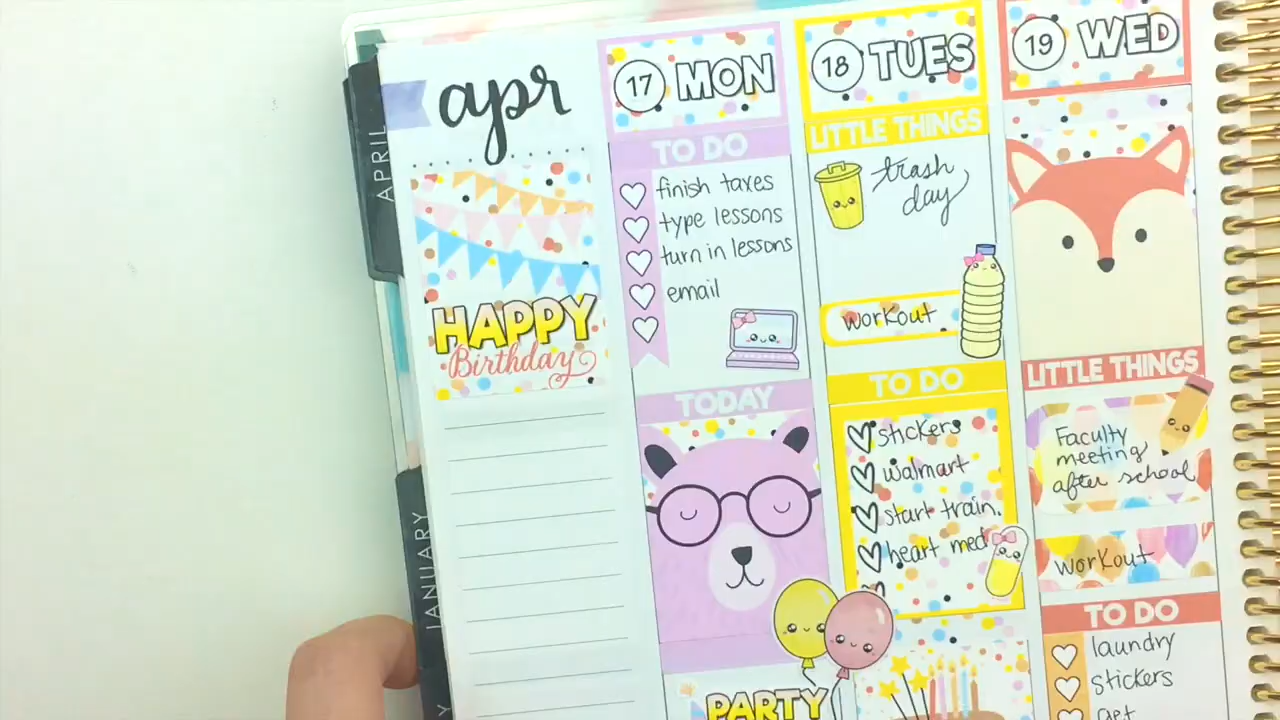 APRIL
JANUARY
apr
HAPPY
Birthday
17 MON
TO DO
finish taxes
type lessons
turn in lessons
email
TODAY
PARTY
18 TUES
LITTLE THINGS
trash
day
workout
TO DO
stickers
walmart
start train.
heart med
19 WED
LITTLE THINGS
Faculty
meeting
after school
workout
TO DO
laundry
stickers
get